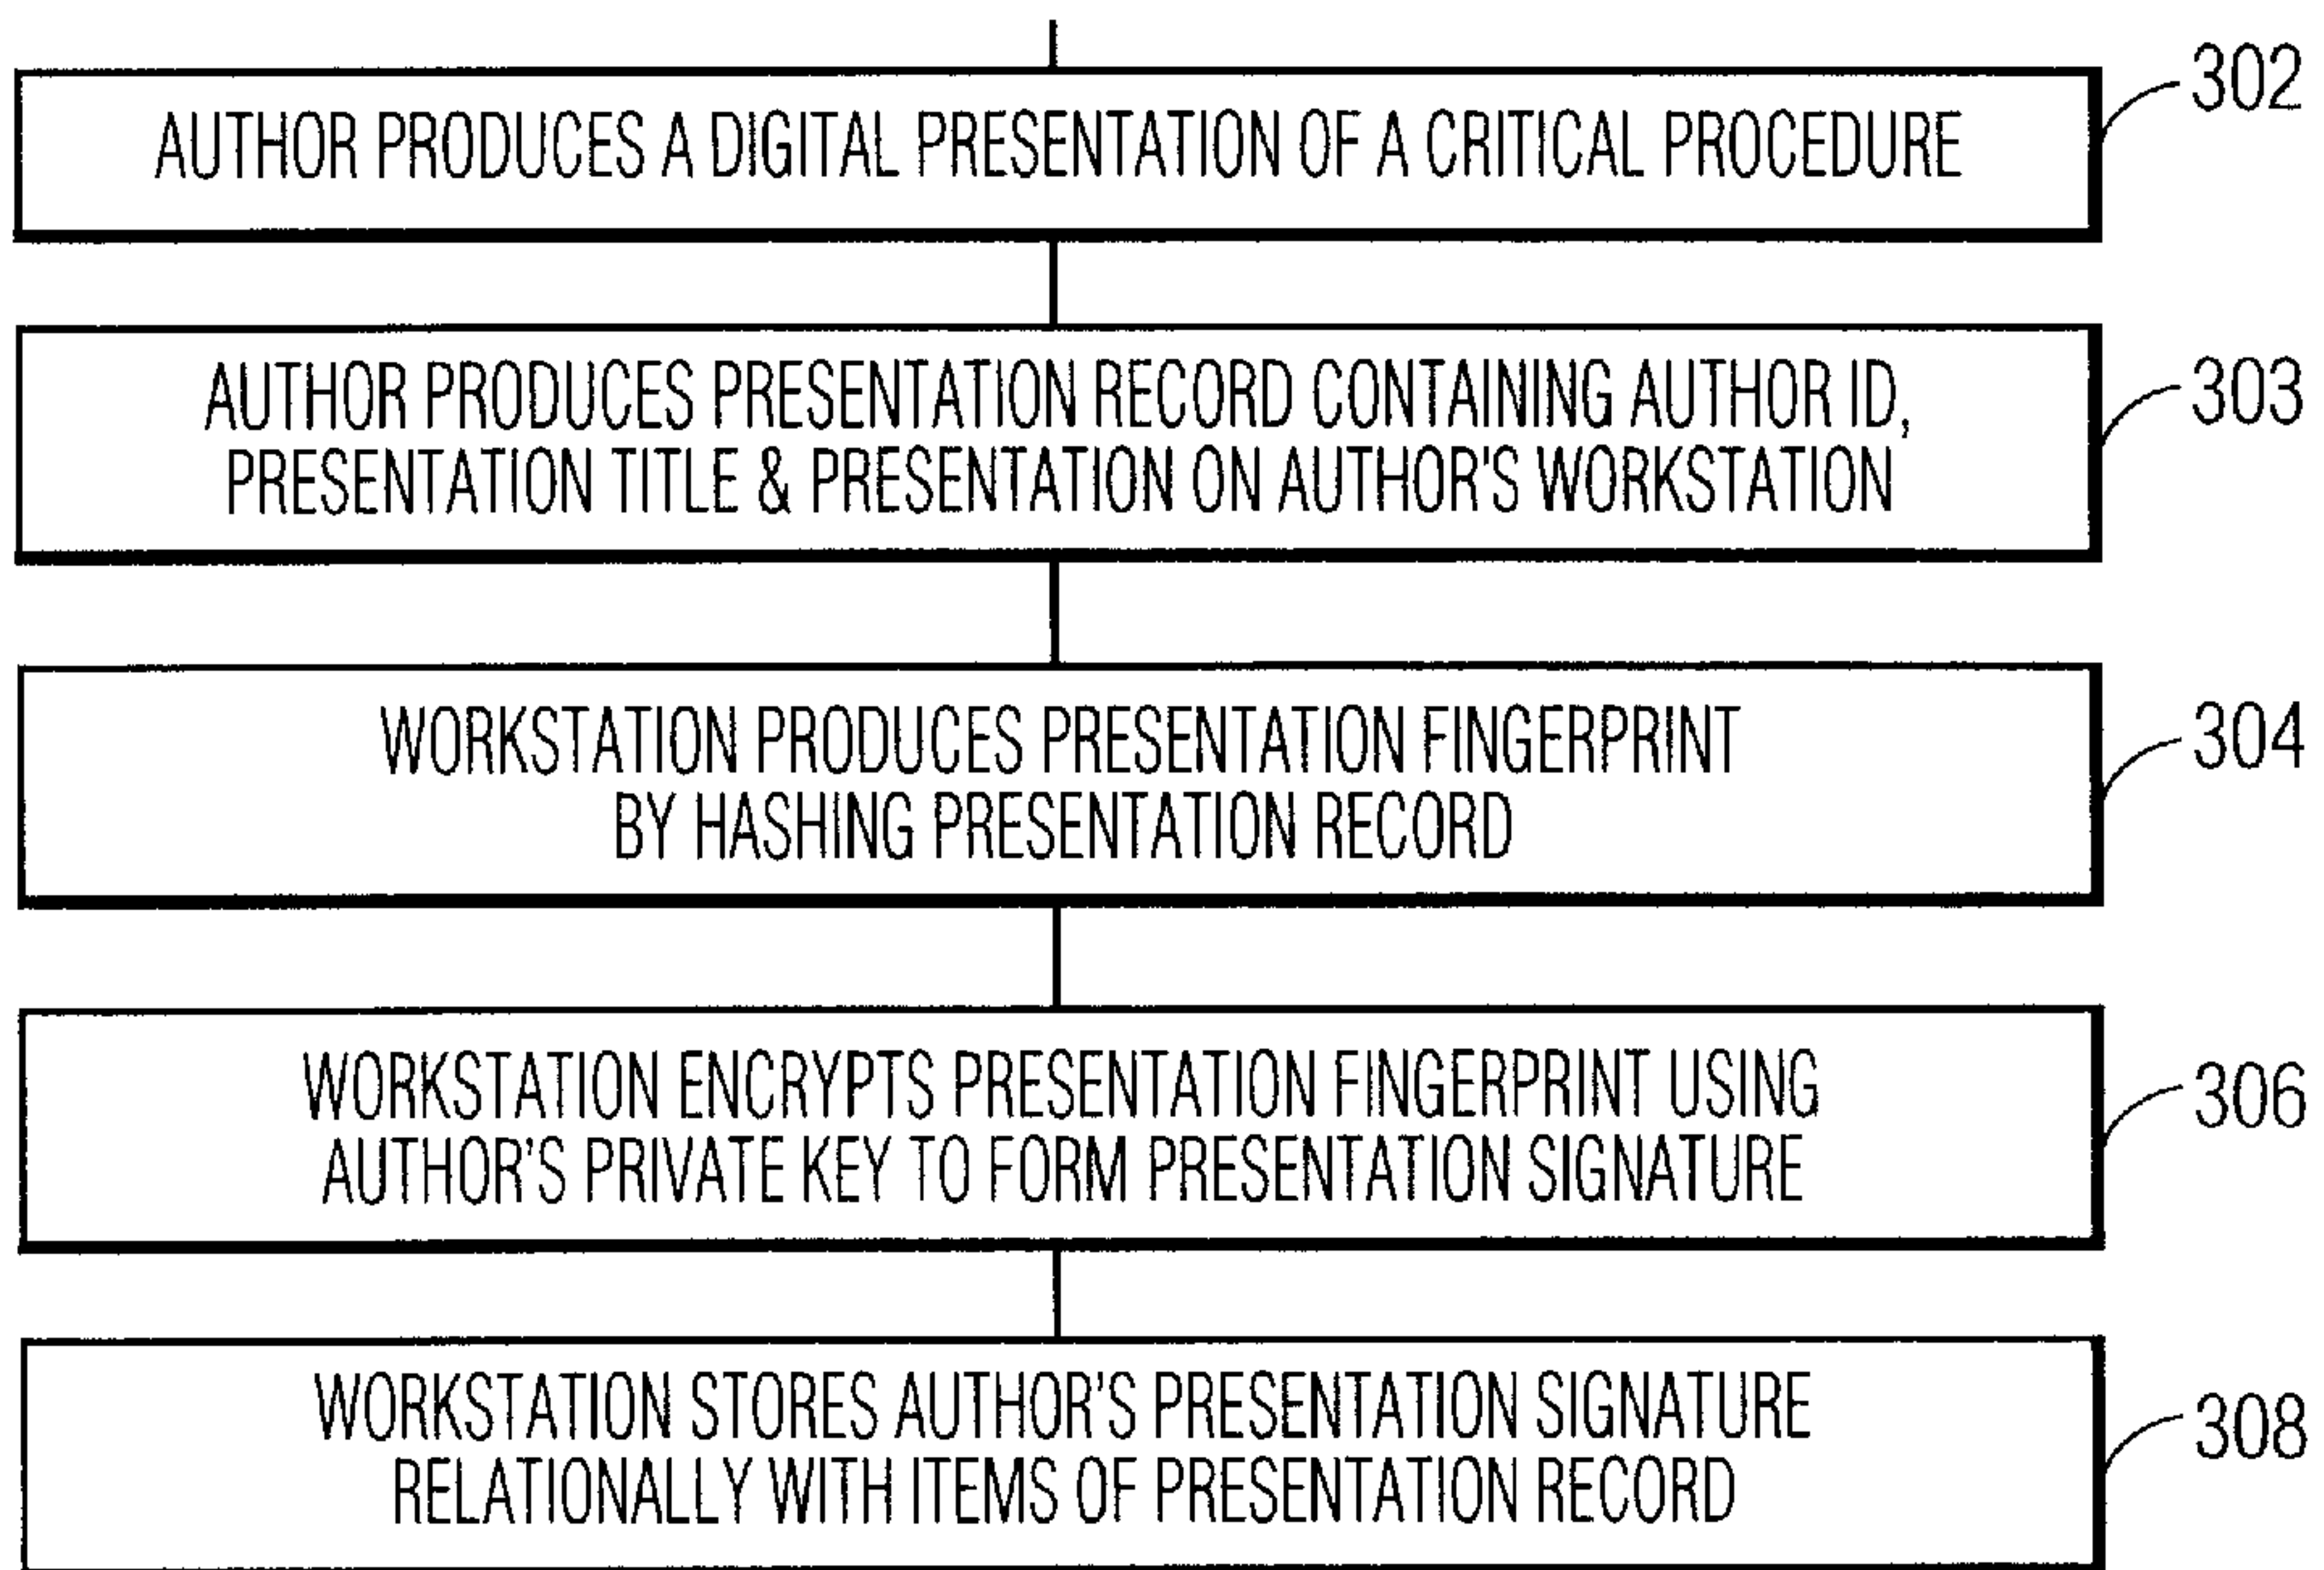 AUTHOR PRODUCES A DIGITAL PRESENTATION OF A CRITICAL PROCEDURE
302
AUTHOR PRODUCES PRESENTATION RECORD CONTAINING AUTHOR ID,
PRESENTATION TITLE & PRESENTATION ON AUTHOR'S WORKSTATION
303
WORKSTATION PRODUCES PRESENTATION FINGERPRINT
BY HASHING PRESENTATION RECORD
304
WORKSTATION ENCRYPTS PRESENTATION FINGERPRINT USING
AUTHOR'S PRIVATE KEY TO FORM PRESENTATION SIGNATURE
306
WORKSTATION STORES AUTHOR'S PRESENTATION SIGNATURE
RELATIONALLY WITH ITEMS OF PRESENTATION RECORD
308